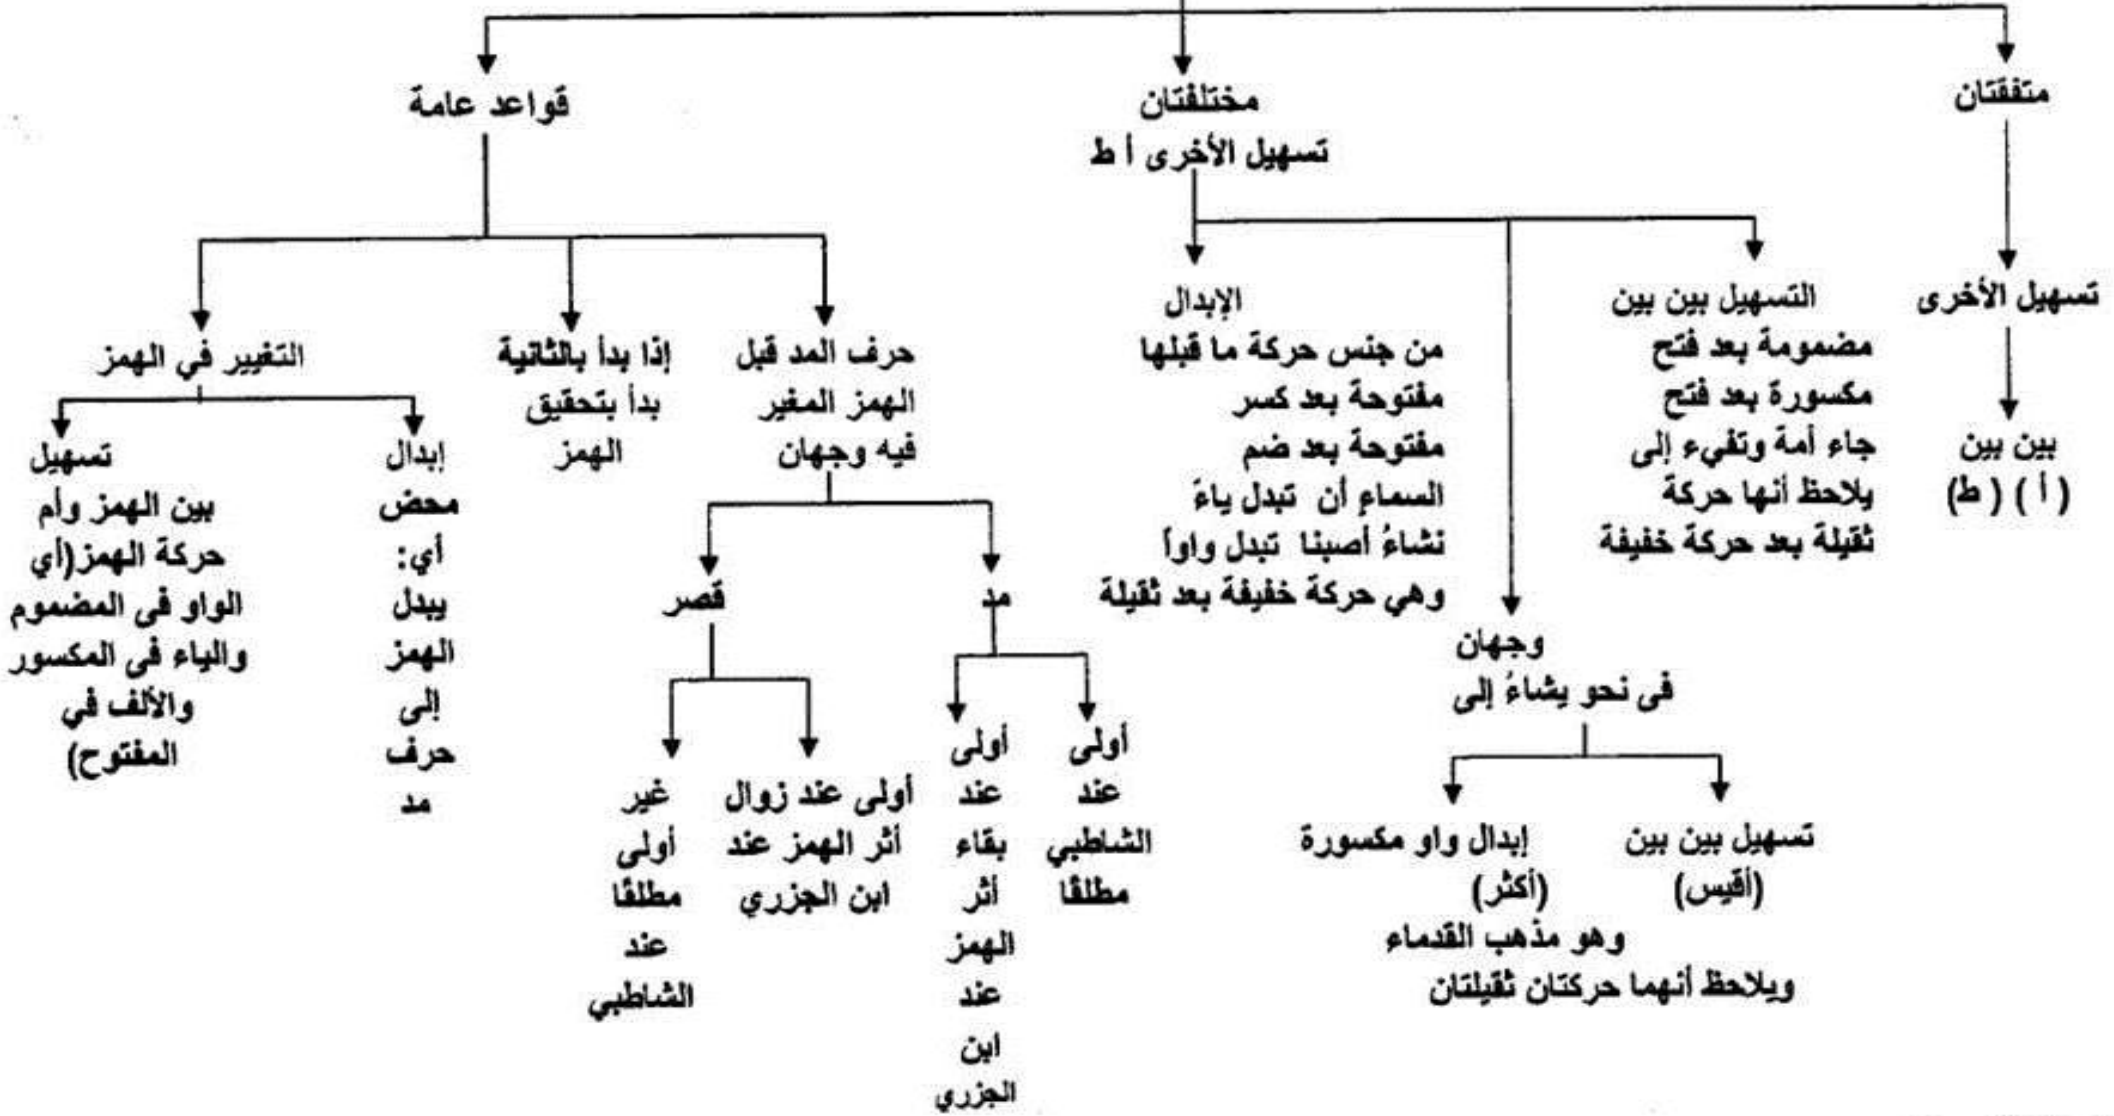 متفقتان
تسهيل الأخرى
بين بين
( أ ) ( ط)
مختلفتان
تسهيل الأخرى أ ط
التسهيل بين بين
مضمومة بعد فتح
مكسورة بعد فتح
جاء أمة وتفيء إلى
يلاحظ أنها حركة
ثقيلة بعد حركة خفيفة
وجهان
فى نحو يشاءُ إلى
تسهيل بين بين
(أقيس)
إبدال واو مكسورة
(أكثر)
وهو مذهب القدماء
ويلاحظ أنهما حركتان ثقيلتان
الإبدال
من جنس حركة ما قبلها
مفتوحة بعد كسر
مفتوحة بعد ضم
السماءِ أن تبدل ياءً
نشاءُ أصبنا تبدل واواً
وهي حركة خفيفة بعد ثقيلة
قواعد عامة
حرف المد قبل
الهمز المغير
فيه وجهان
مد
أولى
عند
الشاطبي
مطلقًا
أولى
عند
بقاء
أثر
الهمز
عند
ابن
الجزري
قصر
أولى عند زوال
أثر الهمز عند
ابن الجزري
غير
أولى
مطلقًا
عند
الشاطبي
إذا بدأ بالثانية
بدأ بتحقيق
الهمز
التغيير في الهمز
إبدال
محض
أي:
يبدل
الهمز
إلى
حرف
مد
تسهيل
بين الهمز وأم
حركة الهمز(أي
الواو فى المضموم
والياء فى المكسور
والألف في
المفتوح)